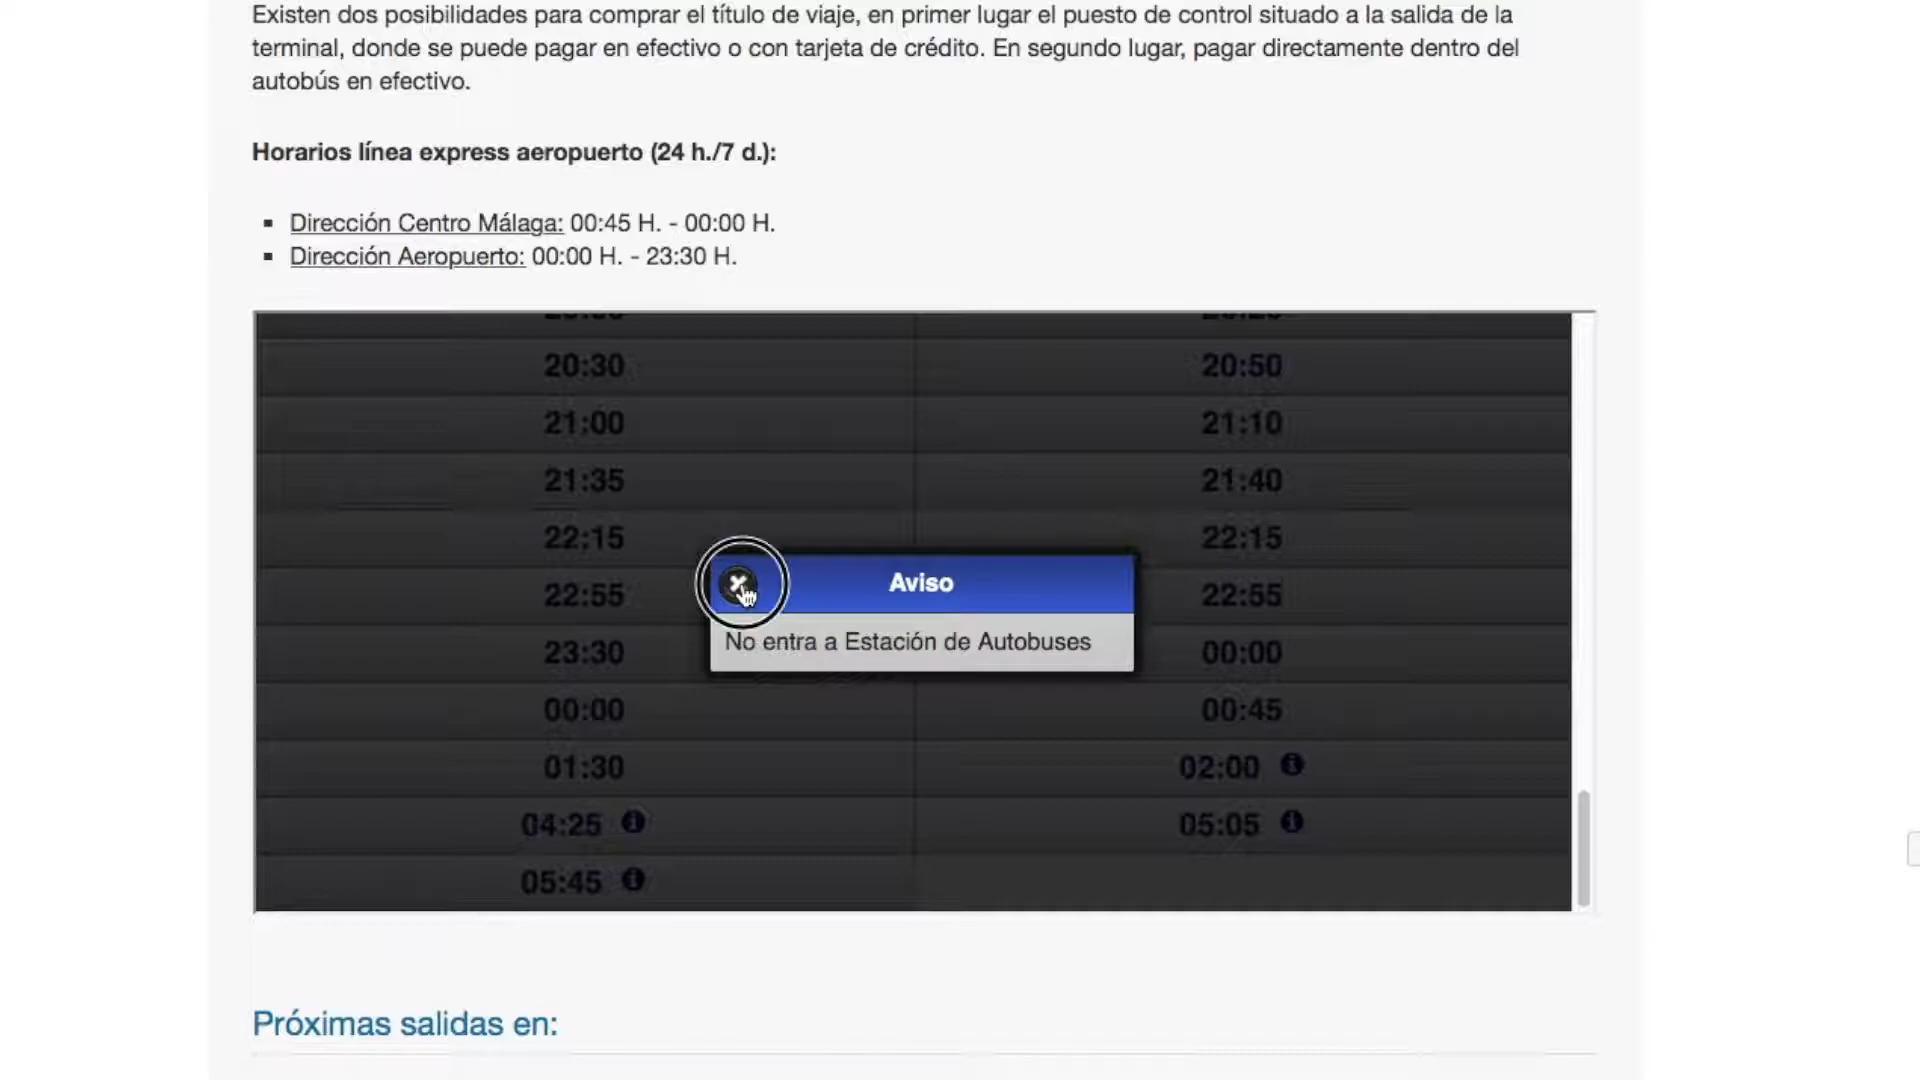 Existen dos posibilidades para comprar el título de viaje, en primer lugar el puesto de control situado a la salida de la
terminal, donde se puede pagar en efectivo o con tarjeta de crédito. En segundo lugar, pagar directamente dentro del
autobús en efectivo.
Horarios línea express aeropuerto (24 h./7 d.):
Dirección Centro Málaga: 00:45 H. - 00:00 H.
Dirección Aeropuerto: 00:00 H. - 23:30 H.
20:30 20:50
21:00 21:10
21:35 21:40
22:15 22:15
Aviso
22:55 22:55
No entra a Estación de Autobuses
23:30 00:00
00:00 00:45
01:30 02:00
04:25 05:05
05:45
Próximas salidas en: